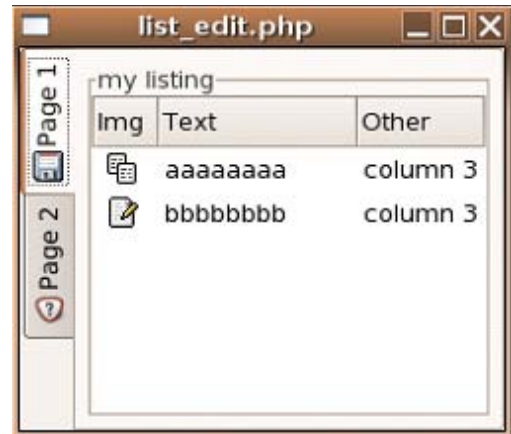 list_edit.php
Page 1
Page 2
my listing
Img Text Other
aaaaaaaa column 3
bbbbbbbb column 3